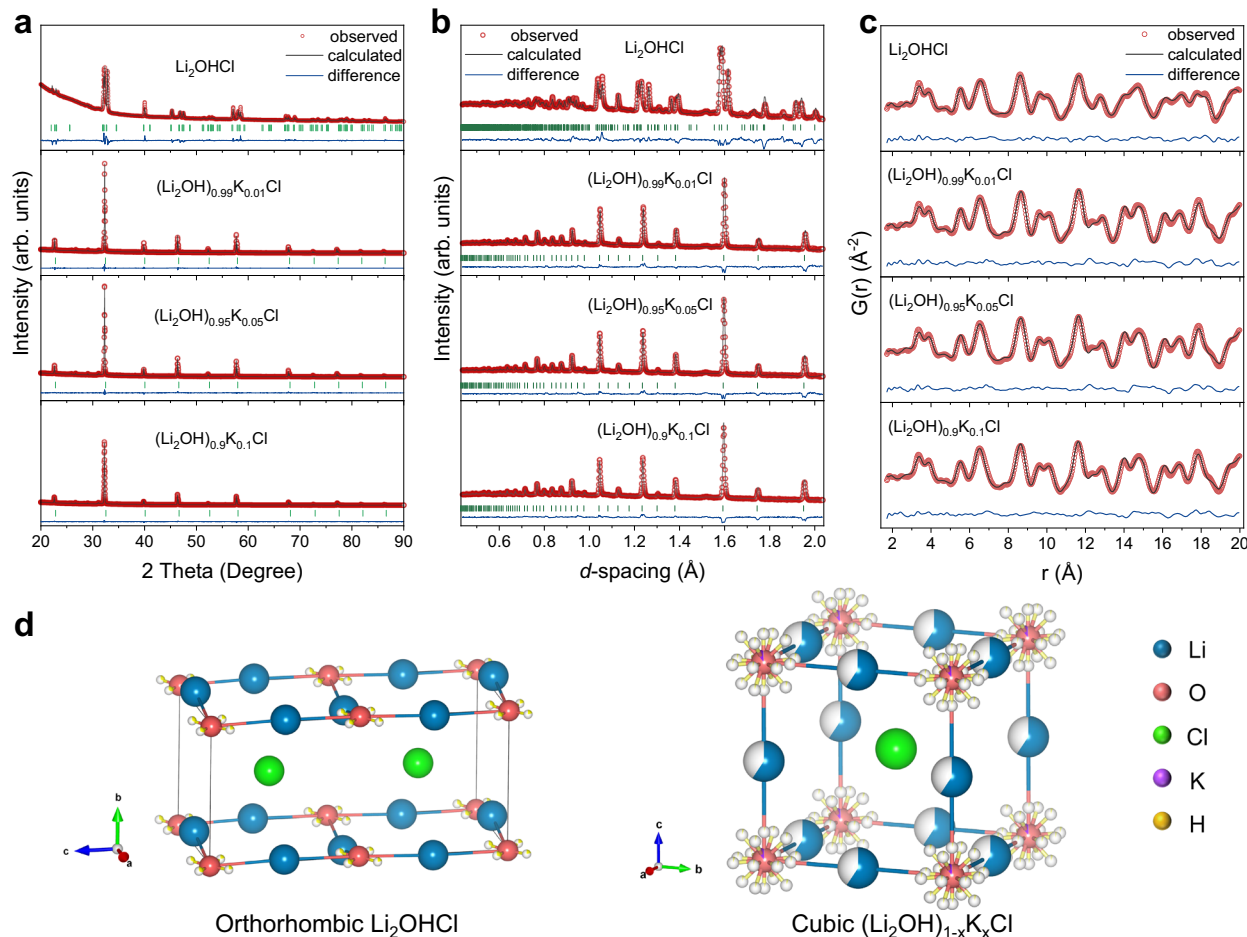 a
Intensity (arb. units)
observed
calculated
difference
Li₂OHCl
(Li₂OH)₀.₉₉K₀.₀₁Cl
(Li₂OH)₀.₉₅K₀.₀₅Cl
(Li₂OH)₀.₉K₀.₁Cl
20 30 40 50 60 70 80 90
2 Theta (Degree)
b
Intensity (arb. units)
observed
calculated
difference
Li₂OHCl
(Li₂OH)₀.₉₉K₀.₀₁Cl
(Li₂OH)₀.₉₅K₀.₀₅Cl
(Li₂OH)₀.₉K₀.₁Cl
0.6 0.8 1.0 1.2 1.4 1.6 1.8 2.0
d-spacing (Å)
c
G(r) (Å⁻²)
observed
calculated
difference
Li₂OHCl
(Li₂OH)₀.₉₉K₀.₀₁Cl
(Li₂OH)₀.₉₅K₀.₀₅Cl
(Li₂OH)₀.₉K₀.₁Cl
2 4 6 8 10 12 14 16 18 20
r (Å)
d
b
c
a
Orthorhombic Li₂OHCl
c
a
b
Cubic (Li₂OH)₁₋ₓKₓCl
Li
O
Cl
K
H